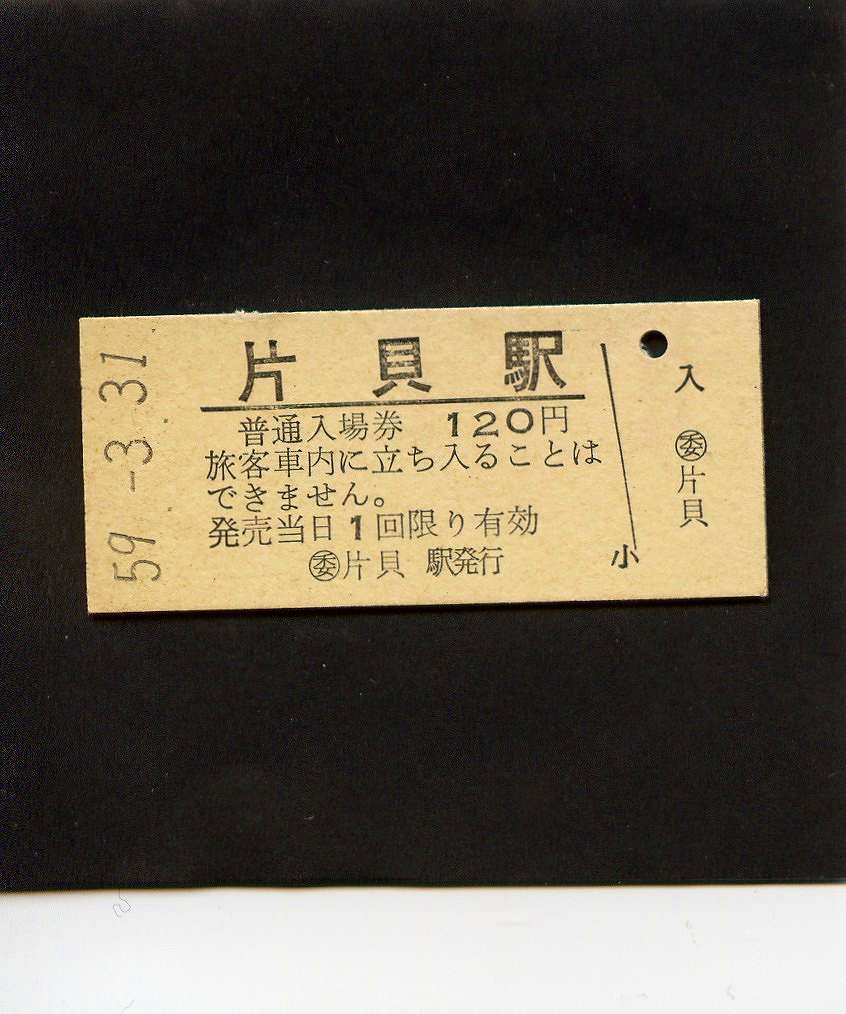 59.-3.31.
片貝駅
普通入場券 120円
旅客車内に立ち入ることは
できません。
発売当日1回限り有効
㊙片貝 駅発行
小
入
㊙片貝